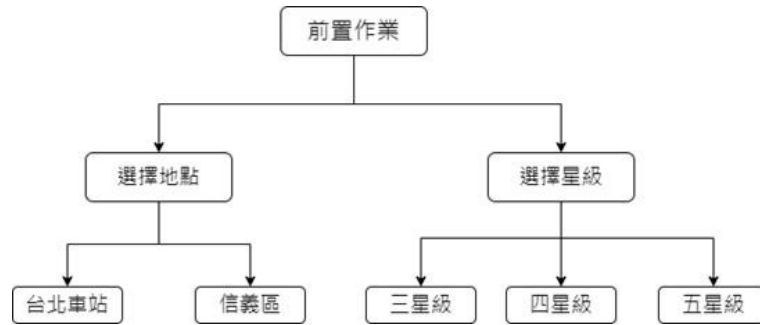 前置作業
選擇地點
選擇星級
台北車站
信義區
三星級
四星級
五星級